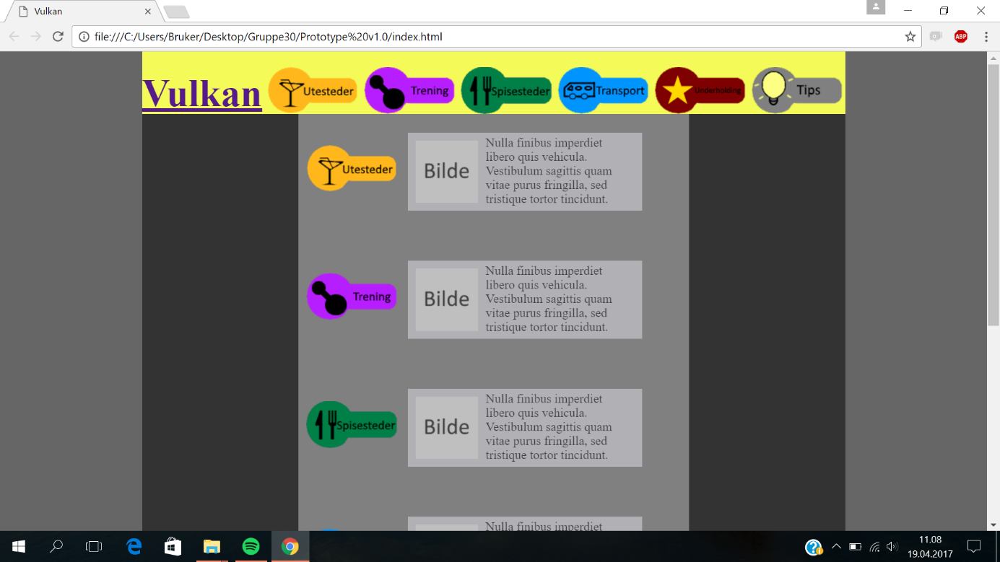 Vulkan
file:///C:/Users/Bruker/Desktop/Gruppe30/Prototype%20v1.0/index.html
ABP
Vulkan
Utesteder
Trening
Spisesteder
Transport
Underholding
Tips
Utesteder
Bilde
Nulla finibus imperdiet
libero quis vehicula.
Vestibulum sagittis quam
vitae purus fringilla, sed
tristique tortor tincidunt.
Trening
Bilde
Nulla finibus imperdiet
libero quis vehicula.
Vestibulum sagittis quam
vitae purus fringilla, sed
tristique tortor tincidunt.
Spisesteder
Bilde
Nulla finibus imperdiet
libero quis vehicula.
Vestibulum sagittis quam
vitae purus fringilla, sed
tristique tortor tincidunt.
Nulla finibus imperdiet
11.08
19.04.2017